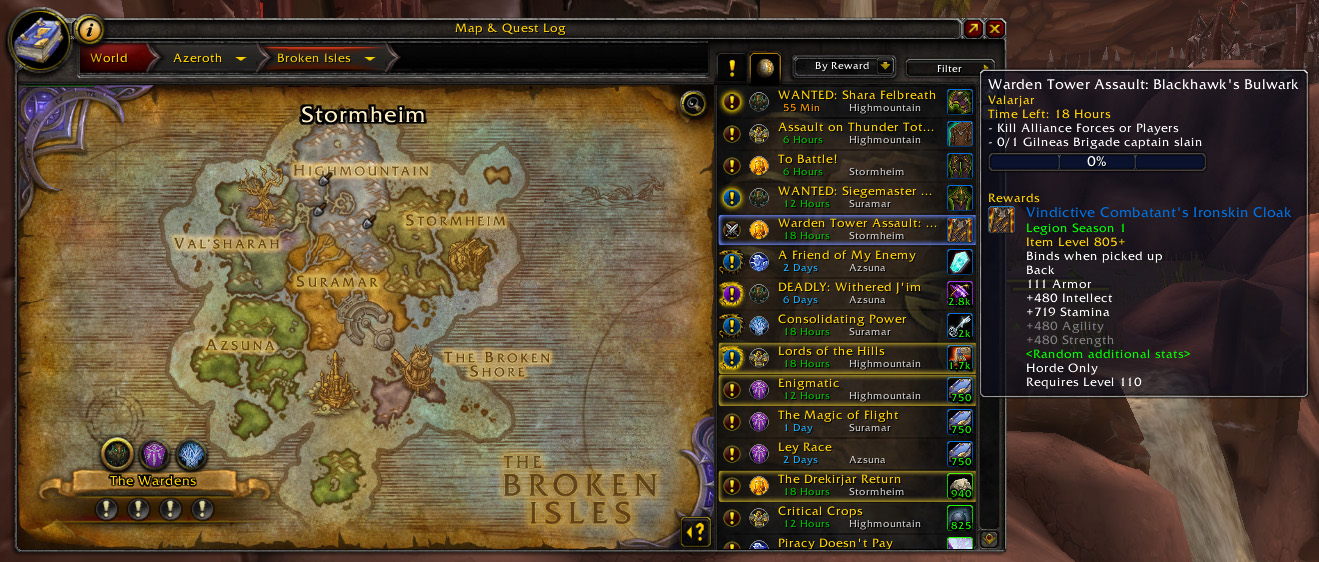 Map & Quest Log
World
Azeroth
Broken Isles
By Reward
Filter
Stormheim
HIGHMOUNTAIN
STORMHEIM
VAL'SHARAH
SURAMAR
AZSUNA
THE BROKEN
SHORE
THE
BROKEN
ISLES
The Wardens
WANTED: Shara Felbreath
55 Min Highmountain
Assault on Thunder Tot...
6 Hours Highmountain
To Battle!
6 Hours Stormheim
WANTED: Siegemaster ...
12 Hours Suramar
Warden Tower Assault: ...
18 Hours Stormheim
A Friend of My Enemy
2 Days Azsuna
DEADLY: Withered J'im
6 Days Azsuna
2.8k
Consolidating Power
18 Hours Suramar
2k
Lords of the Hills
18 Hours Highmountain
1.7k
Enigmatic
12 Hours Highmountain
750
The Magic of Flight
1 Day Suramar
750
Ley Race
2 Days Azsuna
750
The Drekirjar Return
18 Hours Stormheim
940
Critical Crops
12 Hours Highmountain
825
Piracy Doesn't Pay
Warden Tower Assault: Blackhawk's Bulwark
Valarjar
Time Left: 18 Hours
- Kill Alliance Forces or Players
- 0/1 Gilneas Brigade captain slain
0%
Rewards
Vindictive Combatant's Ironskin Cloak
Legion Season 1
Item Level 805+
Binds when picked up
Back
111 Armor
+480 Intellect
+719 Stamina
+480 Agility
+480 Strength
<Random additional stats>
Horde Only
Requires Level 110